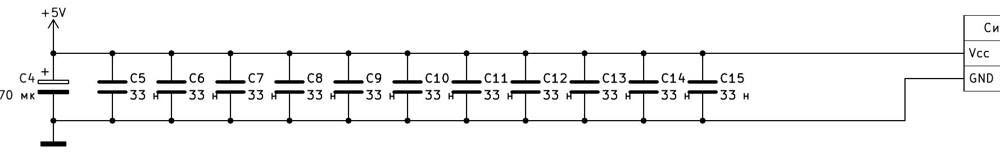 +5V
Си
Vcc
+
C4
C5
C6
C7
C8
C9
C10
C11
C12
C13
C14
C15
GND
70 мк
33 н
33 н
33 н
33 н
33 н
33 н
33 н
33 н
33 н
33 н
33 н